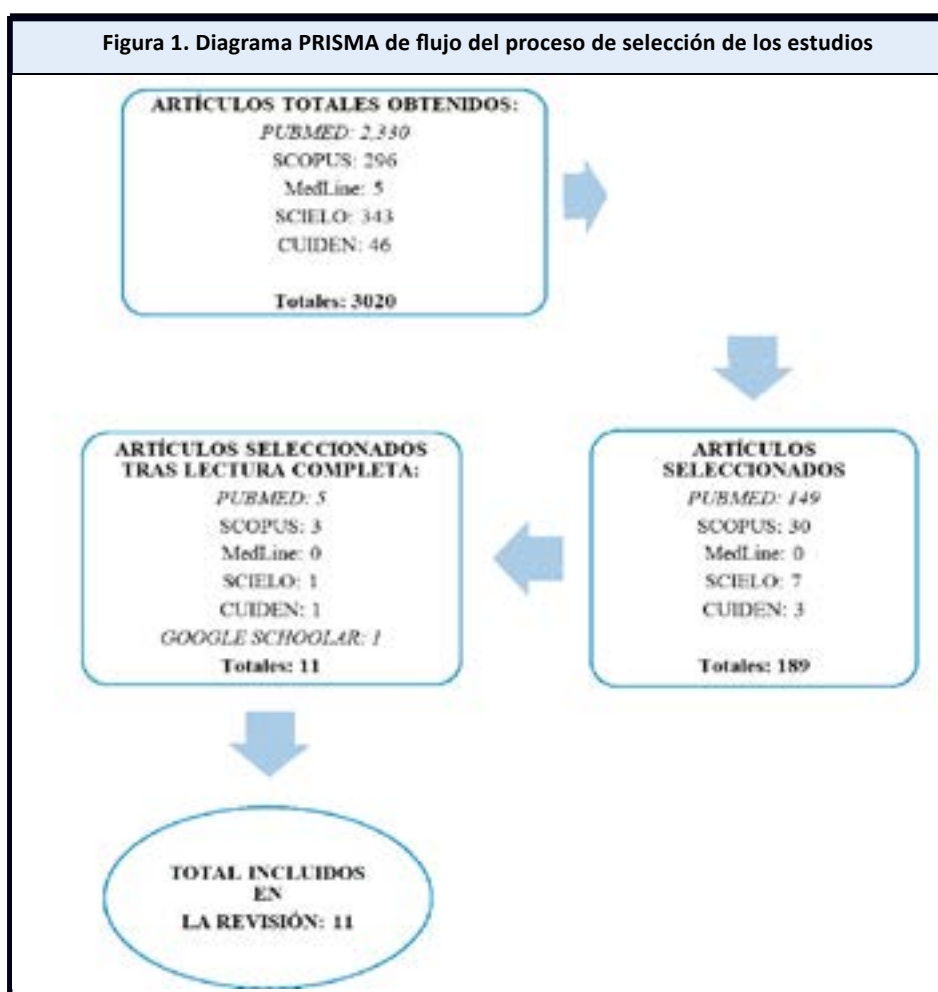 Figura 1. Diagrama PRISMA de flujo del proceso de selección de los estudios
ARTÍCULOS TOTALES OBTENIDOS:
PUBMED: 2,330
SCOPUS: 296
MedLine: 5
SCIELO: 343
CUIDEN: 46
Totales: 3020
ARTÍCULOS
SELECCIONADOS
PUBMED: 149
SCOPUS: 30
MedLine: 0
SCIELO: 7
CUIDEN: 3
Totales: 189
ARTÍCULOS SELECCIONADOS
TRAS LECTURA COMPLETA:
PUBMED: 5
SCOPUS: 3
MedLine: 0
SCIELO: 1
CUIDEN: 1
GOOGLE SCHOOLAR: 1
Totales: 11
TOTAL INCLUIDOS
EN
LA REVISIÓN: 11